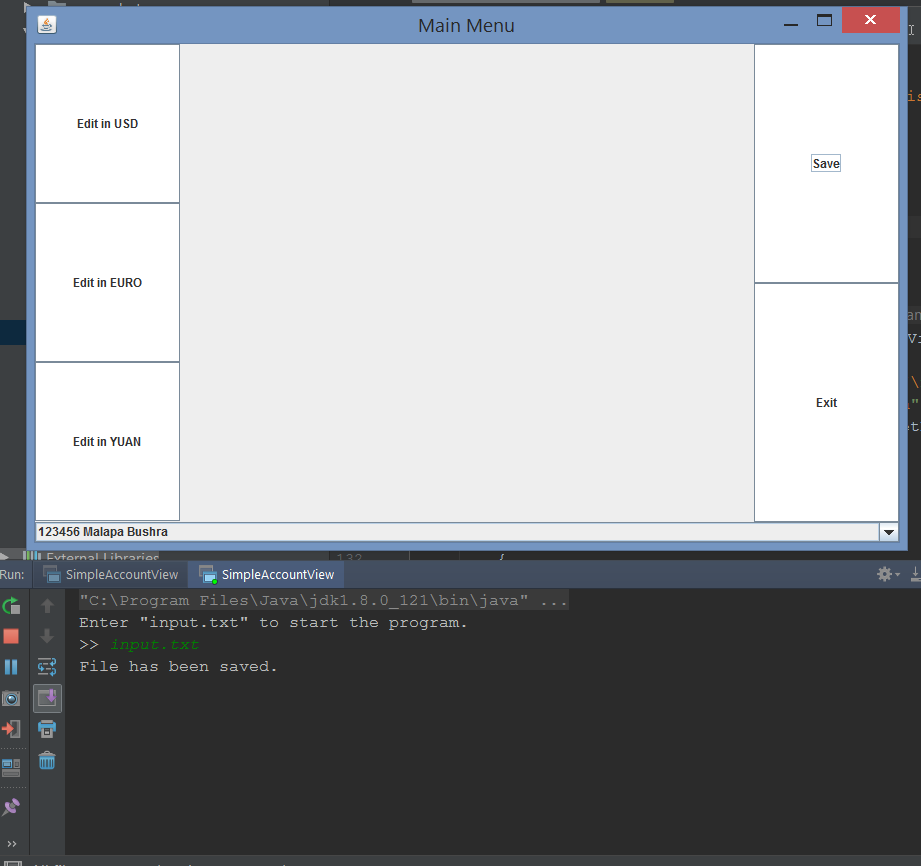 Main Menu
Edit in USD
Save
Edit in EURO
Exit
Edit in YUAN
123456 Malapa Bushra
External Libraries
132
{
Run:
SimpleAccountView
SimpleAccountView
"C:\Program Files\Java\jdk1.8.0_121\bin\java" ...
Enter "input.txt" to start the program.
>> input.txt
File has been saved.